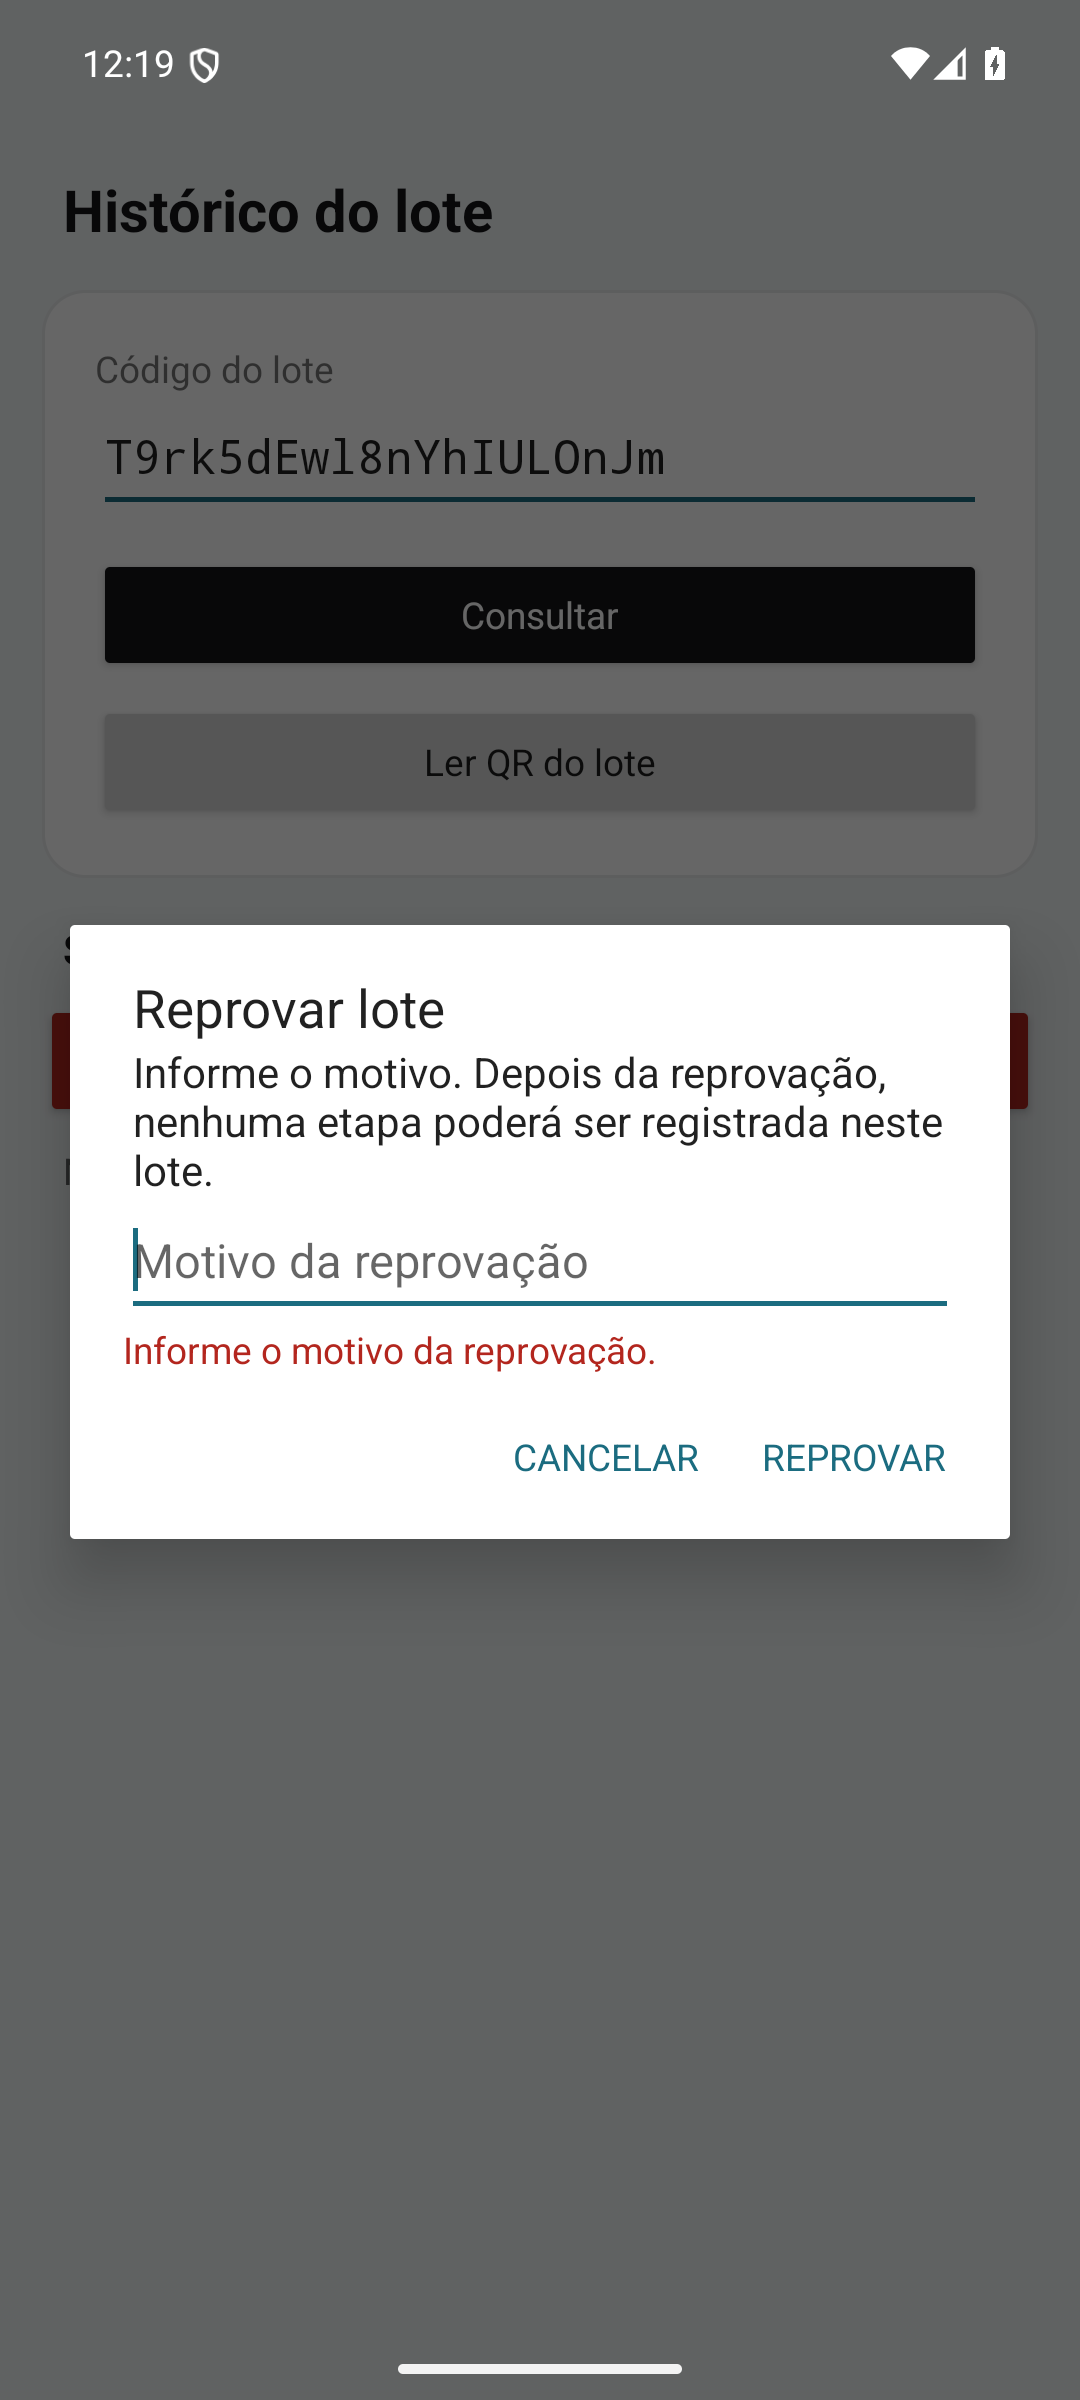 12:19
Histórico do lote
Código do lote
T9rk5dEwl8nYhIULOnJm
Consultar
Ler QR do lote
Reprovar lote
Informe o motivo. Depois da reprovação,
nenhuma etapa poderá ser registrada neste
lote.
Motivo da reprovação
Informe o motivo da reprovação.
CANCELAR
REPROVAR